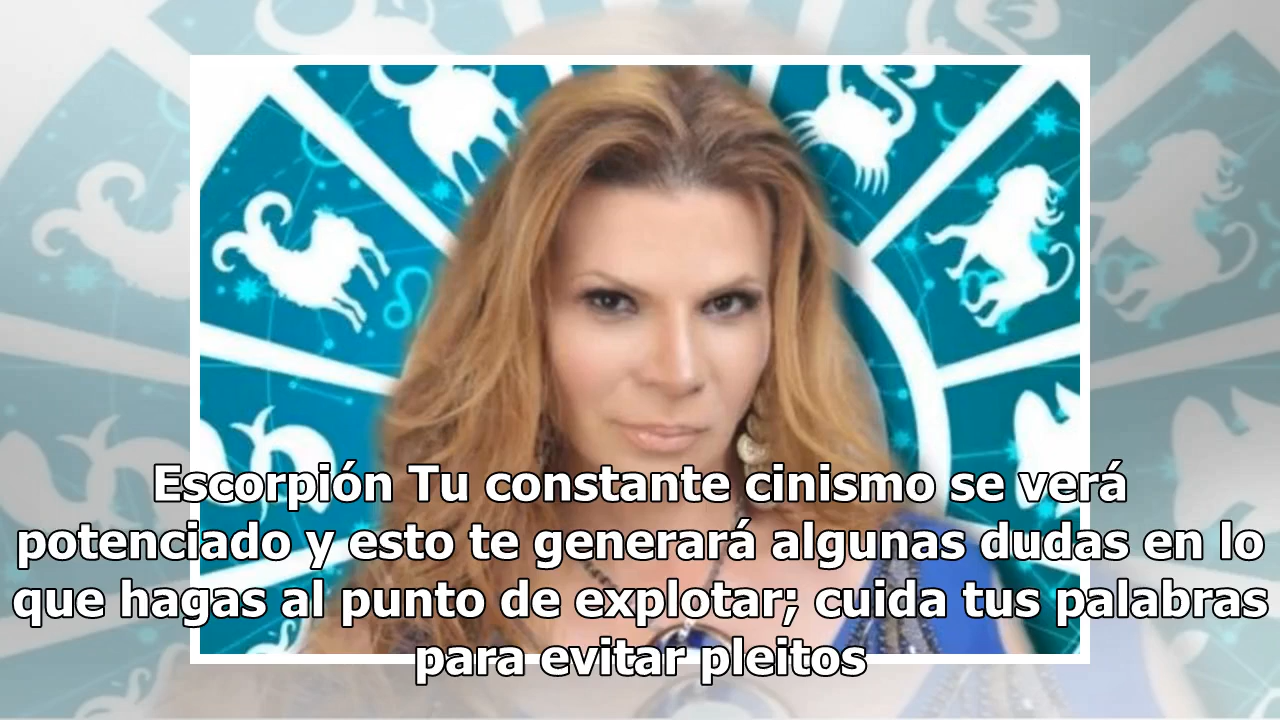 Escorpión Tu constante cinismo se verá
potenciado y esto te generará algunas dudas en lo
que hagas al punto de explotar; cuida tus palabras
para evitar pleitos